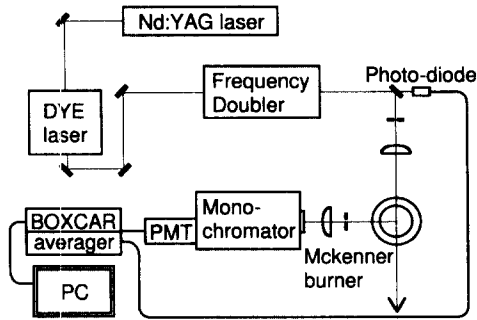 Nd:YAG laser
Photo-diode
Frequency
Doubler
DYE
laser
BOXCAR
averager
PMT
Mono-
chromator
Mckenner
burner
PC